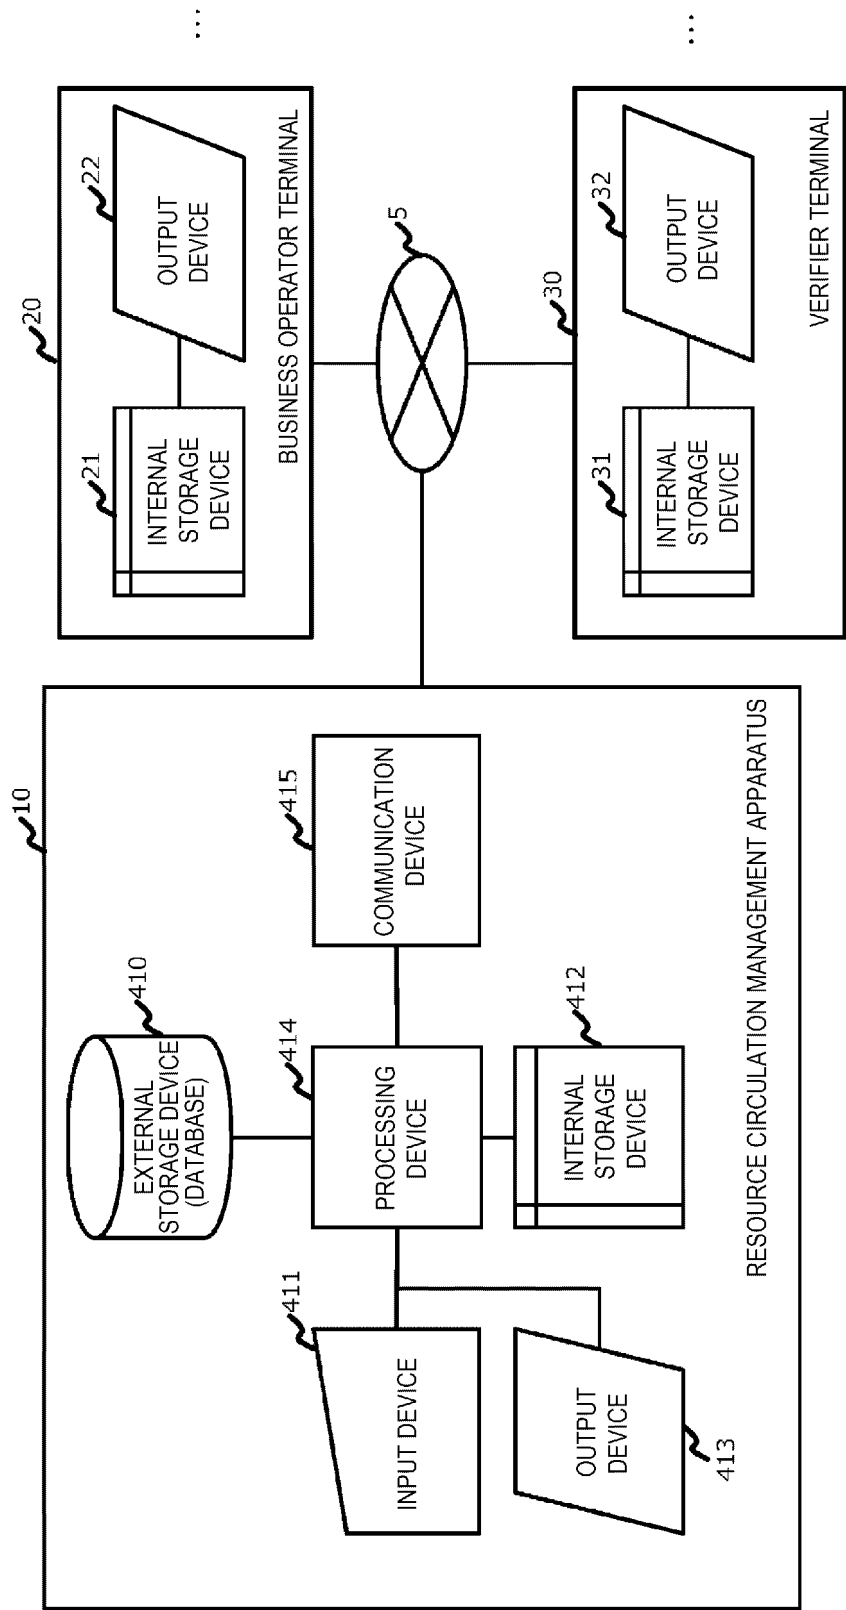 10
EXTERNAL
STORAGE DEVICE
(DATABASE)
410
411
INPUT DEVICE
414
PROCESSING
DEVICE
415
COMMUNICATION
DEVICE
OUTPUT
DEVICE
413
INTERNAL
STORAGE
DEVICE
412
RESOURCE CIRCULATION MANAGEMENT APPARATUS
20
21
INTERNAL
STORAGE
DEVICE
22
OUTPUT
DEVICE
BUSINESS OPERATOR TERMINAL
...
5
30
31
INTERNAL
STORAGE
DEVICE
32
OUTPUT
DEVICE
VERIFIER TERMINAL
...